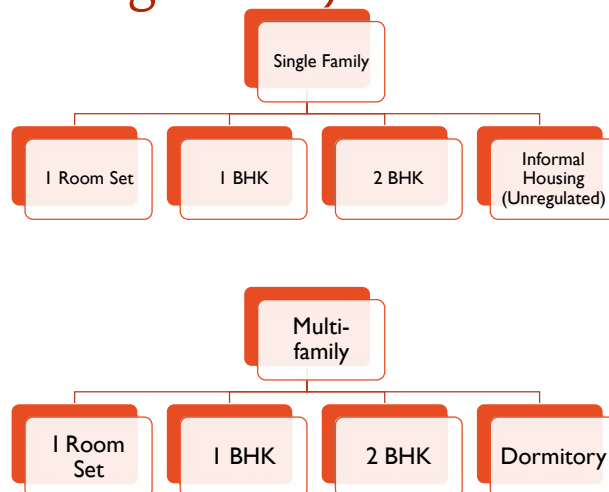 Single Family
1 Room Set
1 BHK
2 BHK
Informal
Housing
(Unregulated)
Multi-
family
1 Room
Set
1 BHK
2 BHK
Dormitory